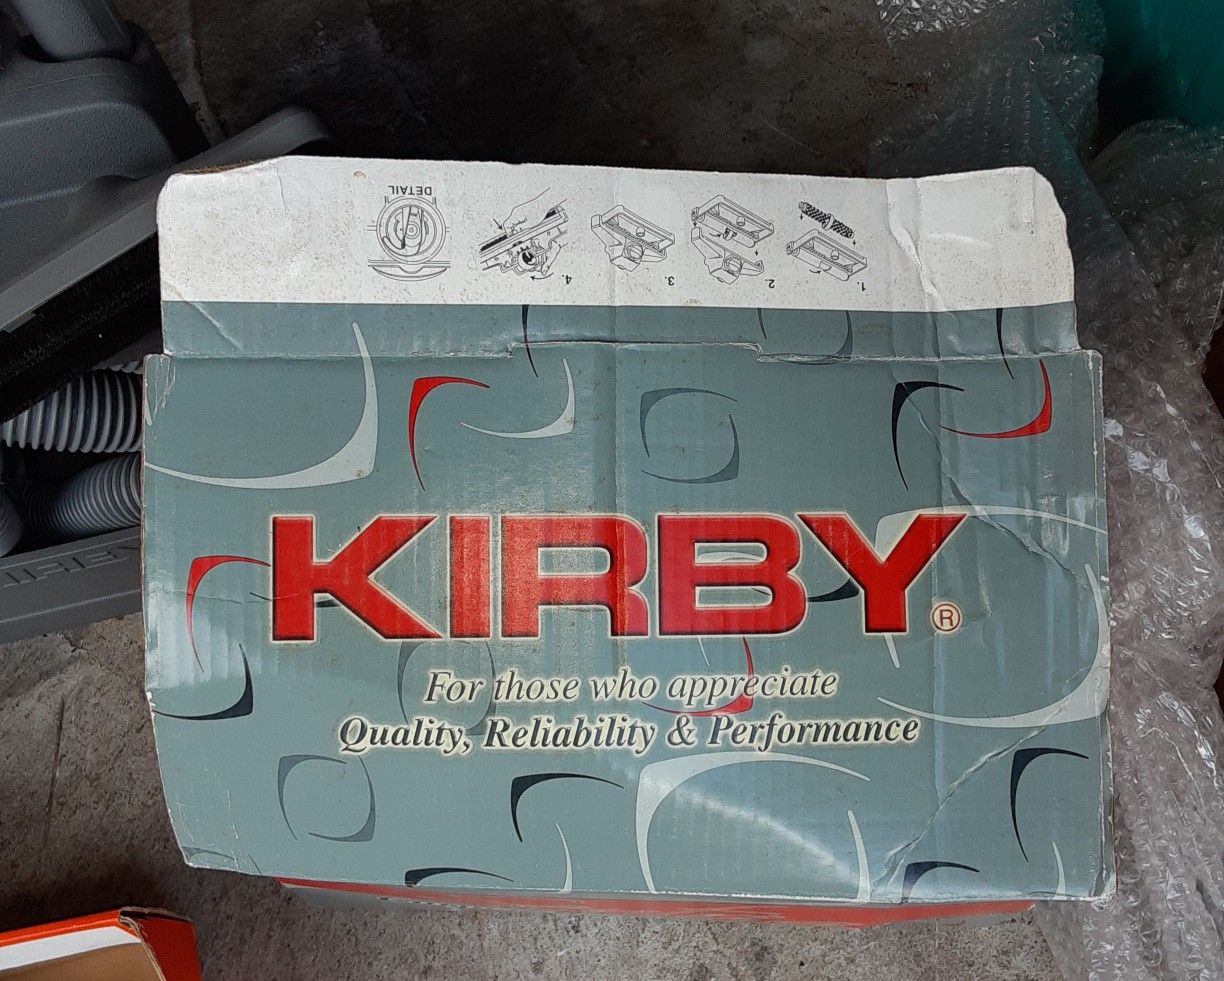 DETAIL
4.
3.
2.
1.
KIRBY®
For those who appreciate
Quality, Reliability & Performance